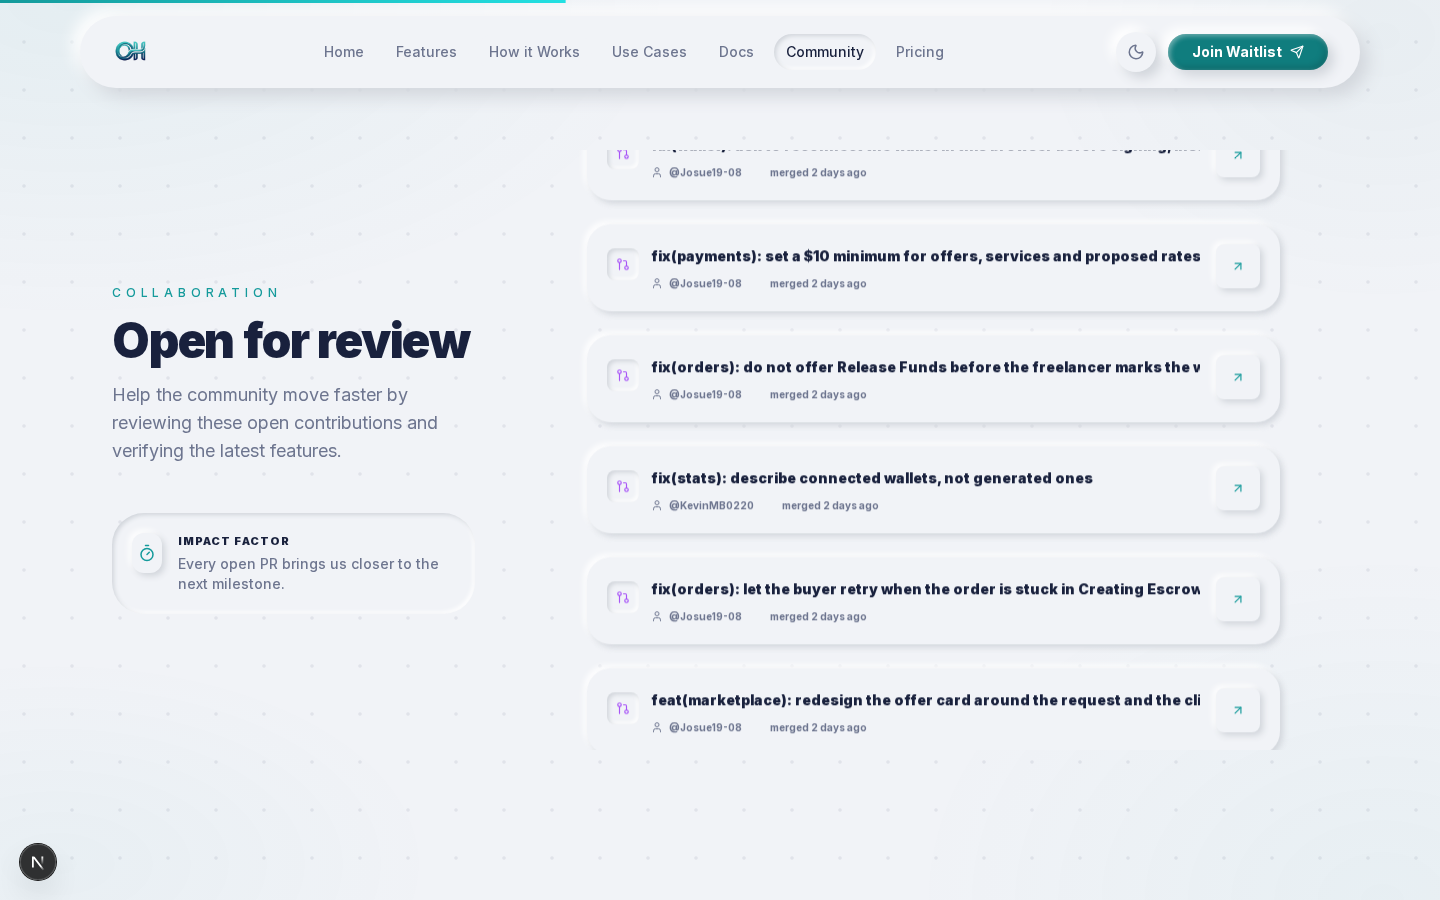 OH
Home
Features
How it Works
Use Cases
Docs
Community
Pricing
Join Waitlist
COLLABORATION
Open for review
Help the community move faster by
reviewing these open contributions and
verifying the latest features.
IMPACT FACTOR
Every open PR brings us closer to the
next milestone.
@Josue19-08 merged 2 days ago
fix(payments): set a $10 minimum for offers, services and proposed rates
@Josue19-08 merged 2 days ago
fix(orders): do not offer Release Funds before the freelancer marks the
@Josue19-08 merged 2 days ago
fix(stats): describe connected wallets, not generated ones
@KevinMB0220 merged 2 days ago
fix(orders): let the buyer retry when the order is stuck in Creating Escrow
@Josue19-08 merged 2 days ago
feat(marketplace): redesign the offer card around the request and the cli
@Josue19-08 merged 2 days ago
N